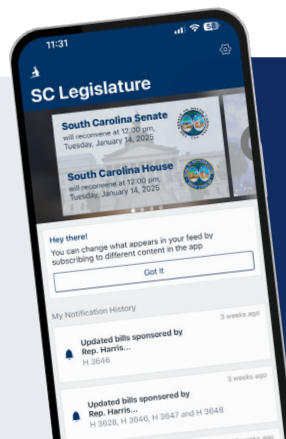 11:31
SC Legislature
South Carolina Senate
will reconvene at 12:00 pm,
Tuesday, January 14, 2025
South Carolina House
will reconvene at 12:00 pm,
Tuesday, January 14, 2025
Hey there!
You can change what appears in your feed by
subscribing to different content in the app
Got It
My Notification History
3 weeks ago
Updated bills sponsored by
Rep. Harris...
H 3646
3 weeks ago
Updated bills sponsored by
Rep. Harris...
H 3628, H 3646, H 3647 and H 3648
3 weeks ago